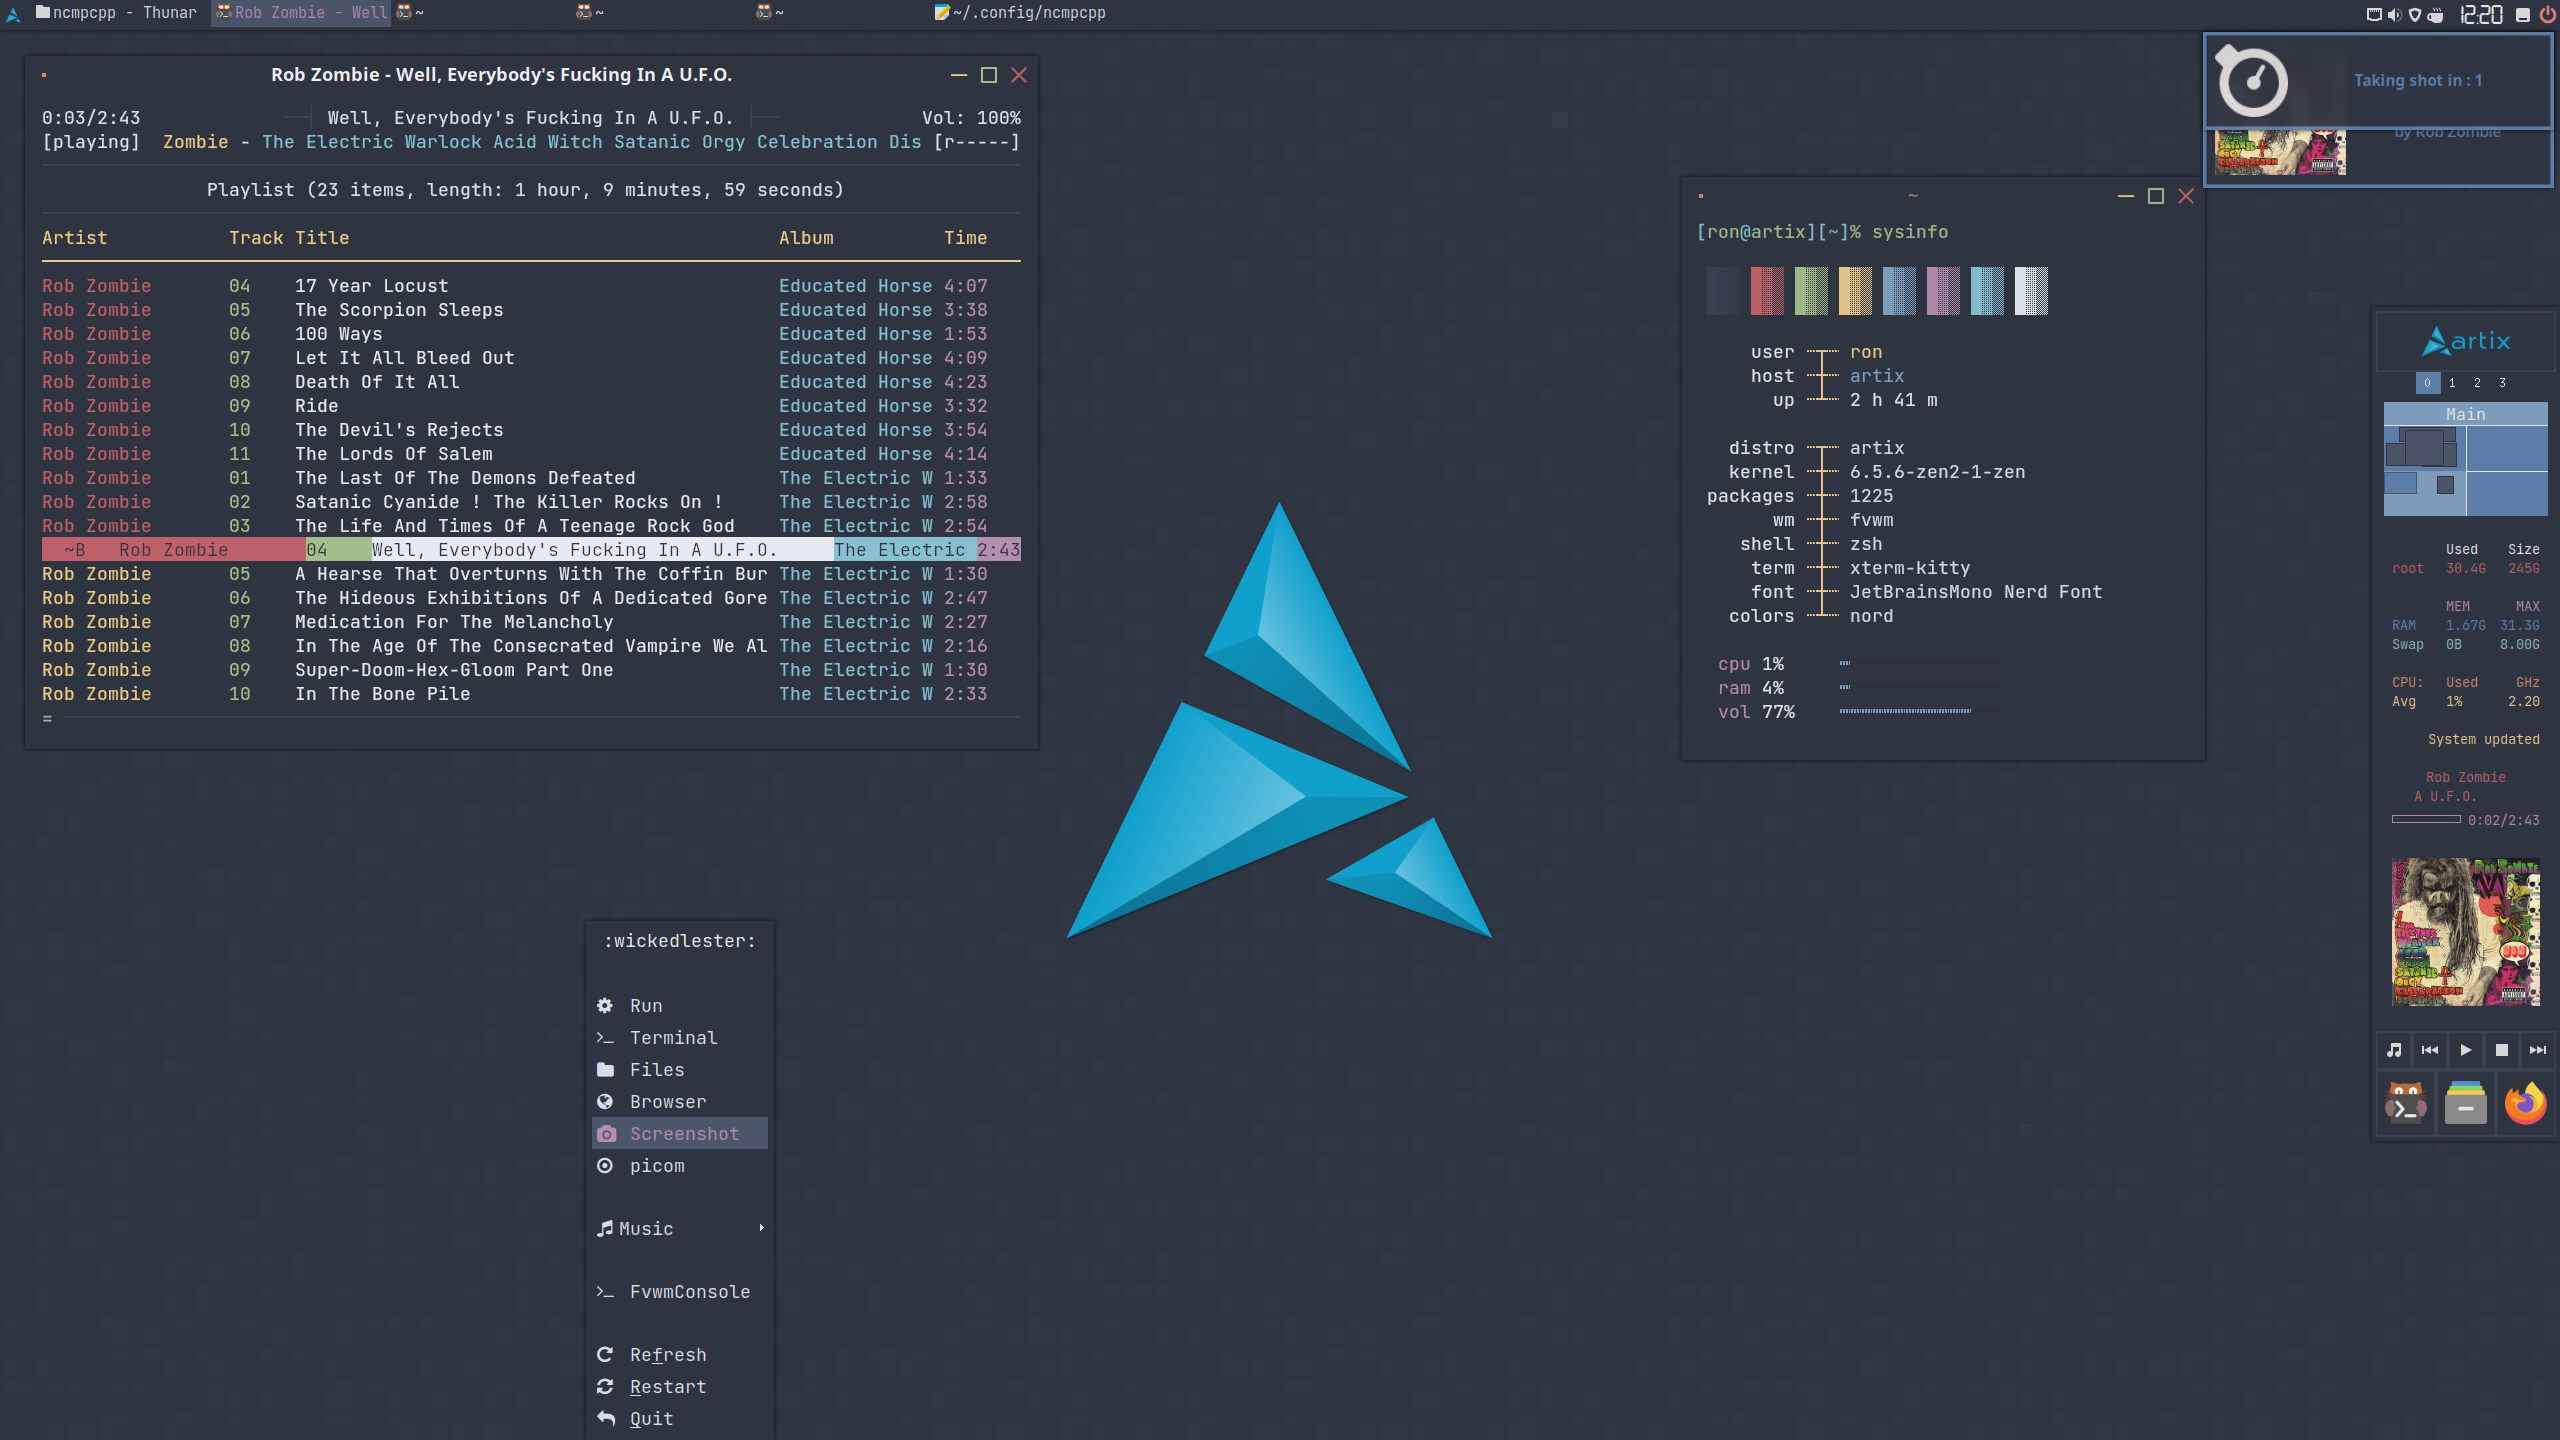 ncmpcpp - Thunar
Rob Zombie - Well
~
~
~
~/.config/ncmpcpp
12:20
Rob Zombie - Well, Everybody's Fucking In A U.F.O.
0:03/2:43 Well, Everybody's Fucking In A U.F.O. Vol: 100%
[playing] Zombie - The Electric Warlock Acid Witch Satanic Orgy Celebration Dis [r-----]
Playlist (23 items, length: 1 hour, 9 minutes, 59 seconds)
Artist Track Title Album Time
Rob Zombie 04 17 Year Locust Educated Horse 4:07
Rob Zombie 05 The Scorpion Sleeps Educated Horse 3:38
Rob Zombie 06 100 Ways Educated Horse 1:53
Rob Zombie 07 Let It All Bleed Out Educated Horse 4:09
Rob Zombie 08 Death Of It All Educated Horse 4:23
Rob Zombie 09 Ride Educated Horse 3:32
Rob Zombie 10 The Devil's Rejects Educated Horse 3:54
Rob Zombie 11 The Lords Of Salem Educated Horse 4:14
Rob Zombie 01 The Last Of The Demons Defeated The Electric W 1:33
Rob Zombie 02 Satanic Cyanide ! The Killer Rocks On ! The Electric W 2:58
Rob Zombie 03 The Life And Times Of A Teenage Rock God The Electric W 2:54
~B Rob Zombie 04 Well, Everybody's Fucking In A U.F.O. The Electric 2:43
Rob Zombie 05 A Hearse That Overturns With The Coffin Bur The Electric W 1:30
Rob Zombie 06 The Hideous Exhibitions Of A Dedicated Gore The Electric W 2:47
Rob Zombie 07 Medication For The Melancholy The Electric W 2:27
Rob Zombie 08 In The Age Of The Consecrated Vampire We Al The Electric W 2:16
Rob Zombie 09 Super-Doom-Hex-Gloom Part One The Electric W 1:30
Rob Zombie 10 In The Bone Pile The Electric W 2:33
=
:wickedlester:
Run
Terminal
Files
Browser
Screenshot
picom
Music
FvwmConsole
Refresh
Restart
Quit
~
[ron@artix][~]% sysinfo
user ron
host artix
up 2 h 41 m
distro artix
kernel 6.5.6-zen2-1-zen
packages 1225
wm fvwm
shell zsh
term xterm-kitty
font JetBrainsMono Nerd Font
colors nord
cpu 1%
ram 4%
vol 77%
Taking shot in : 1
by Rob Zombie
artix
0 1 2 3
Main
Used Size
root 30.4G 245G
MEM MAX
RAM 1.67G 31.3G
Swap 0B 8.00G
CPU: Used GHz
Avg 1% 2.20
System updated
Rob Zombie
A U.F.O.
0:02/2:43